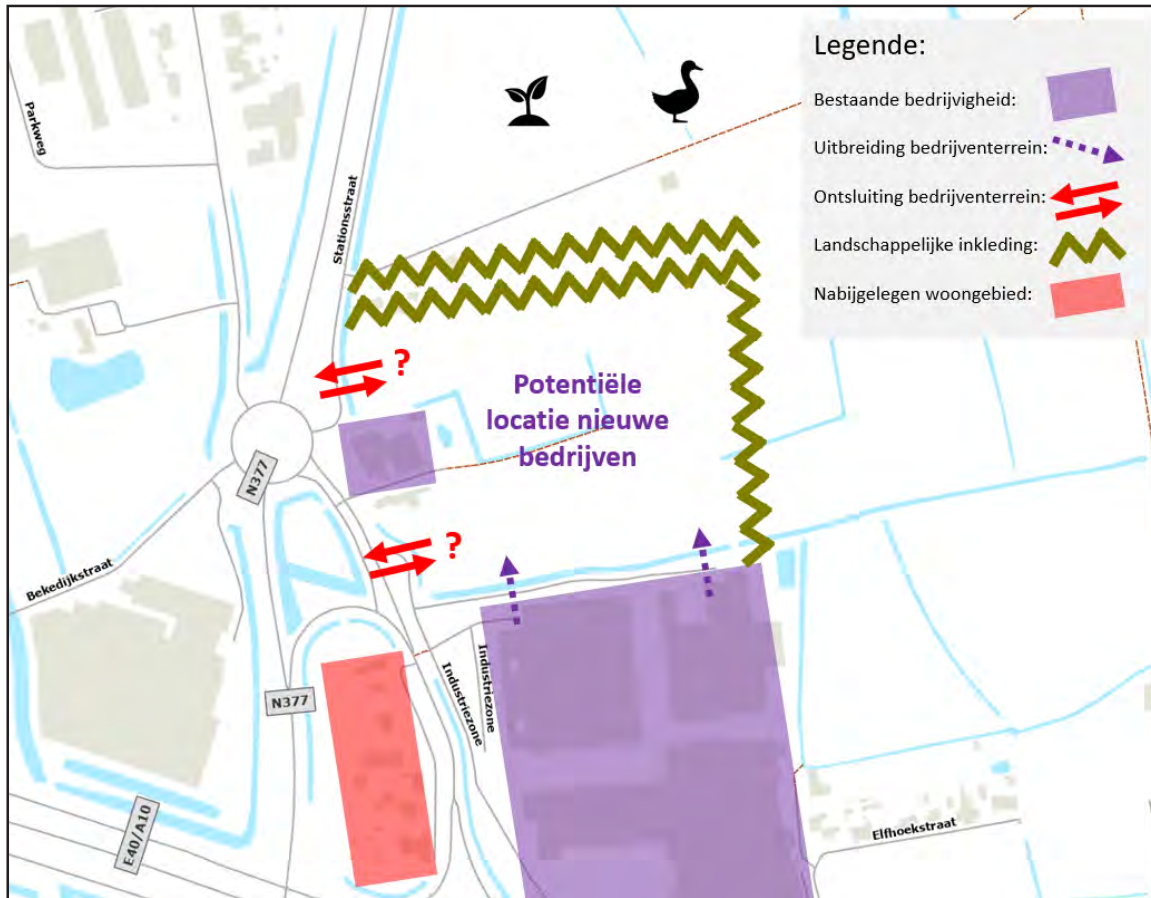 Legende:
Bestaande bedrijvigheid:
Uitbreiding bedrijventerrein:
Ontsluiting bedrijventerrein:
Landschappelijke inkleding:
Nabijgelegen woongebied:
Parkweg
Stationsstraat
?
Potentiële
locatie nieuwe
bedrijven
N377
?
Bekedijkstraat
Industriezone
Industriezone
N377
E40/A10
Elfhoekstraat